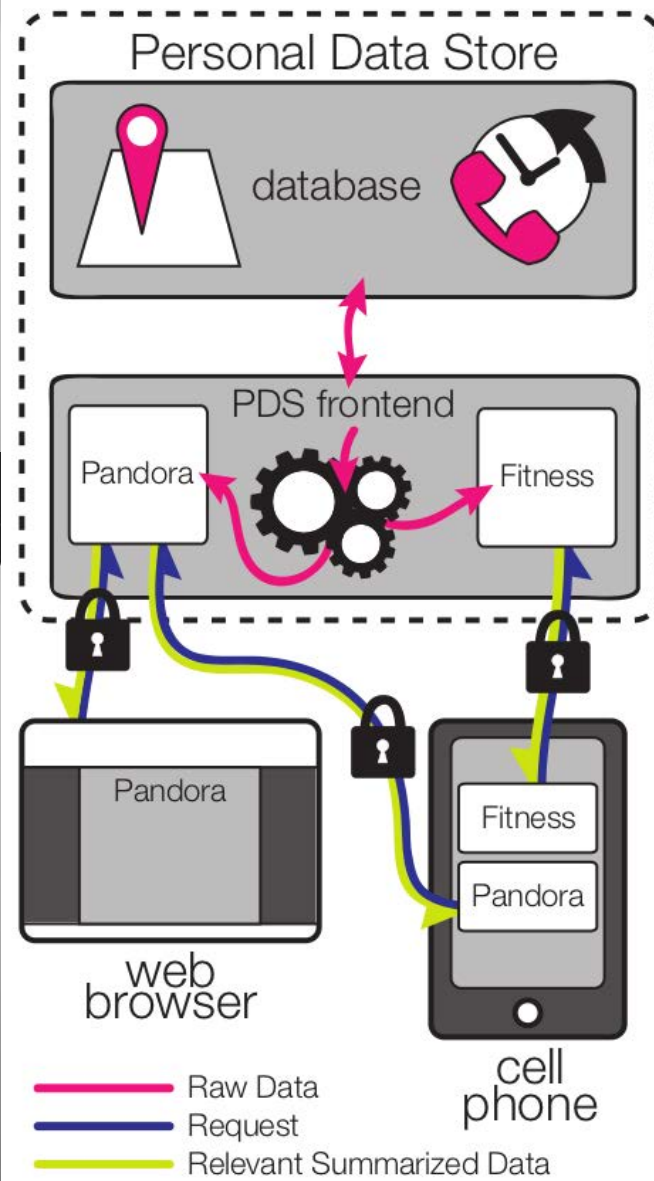 Personal Data Store
database
PDS frontend
Pandora
Fitness
Pandora
Fitness
Pandora
web
browser
cell
phone
Raw Data
Request
Relevant Summarized Data